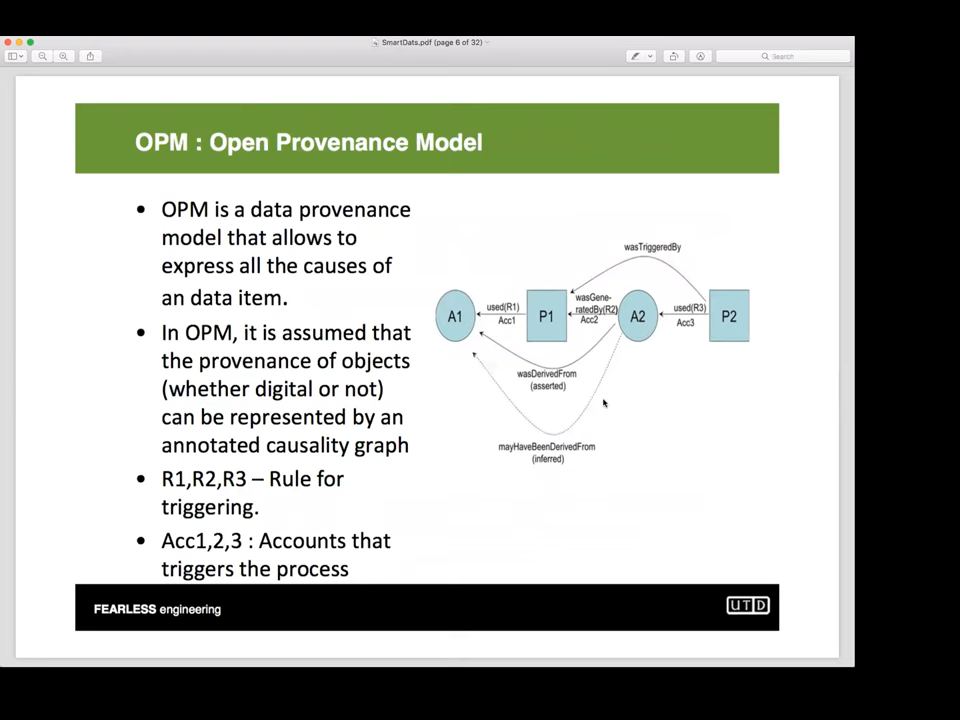 SmartDats.pdf (page 6 of 32)
Search
OPM : Open Provenance Model
• OPM is a data provenance
model that allows to
express all the causes of
an data item.
• In OPM, it is assumed that
the provenance of objects
(whether digital or not)
can be represented by an
annotated causality graph
• R1,R2,R3 – Rule for
triggering.
• Acc1,2,3 : Accounts that
triggers the process
wasTriggeredBy
A1
used(R1)
Acc1
P1
wasGene-
ratedBy(R2)
Acc2
A2
used(R3)
Acc3
P2
wasDerivedFrom
(asserted)
mayHaveBeenDerivedFrom
(inferred)
FEARLESS engineering
UTD